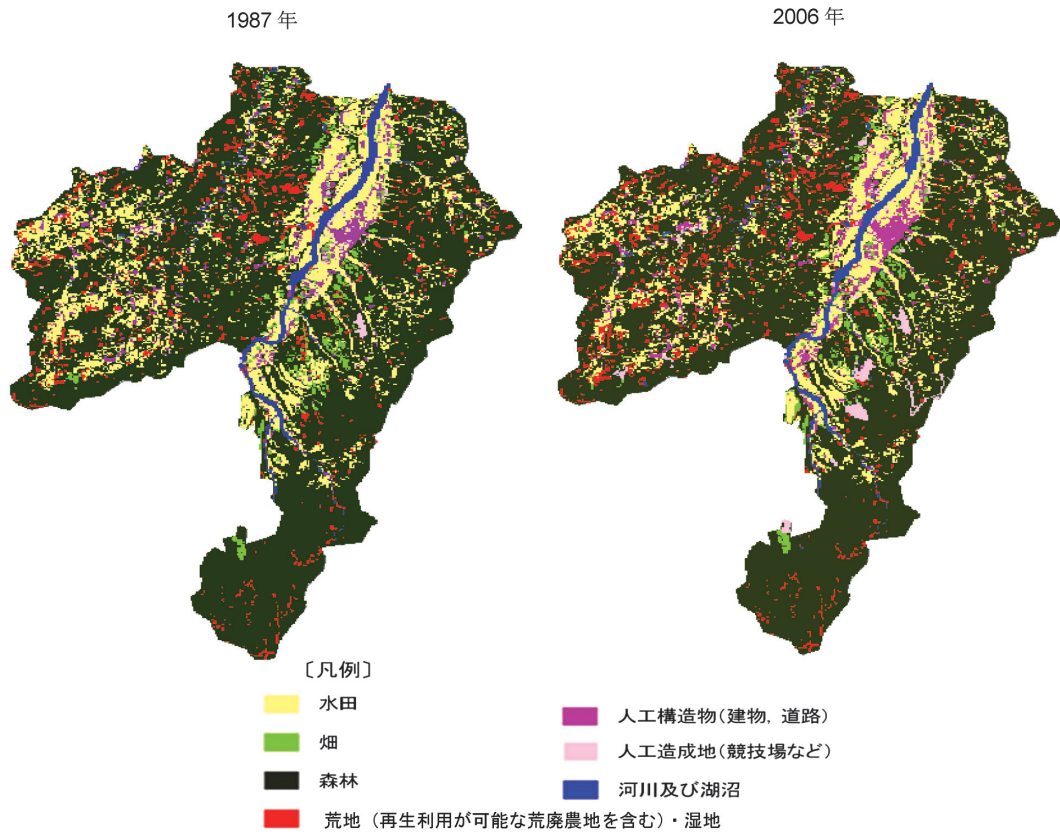 1987 年
2006 年
〔凡例〕
水田
畑
森林
荒地（再生利用が可能な荒廃農地を含む）・湿地
人工構造物（建物，道路）
人工造成地（競技場など）
河川及び湖沼